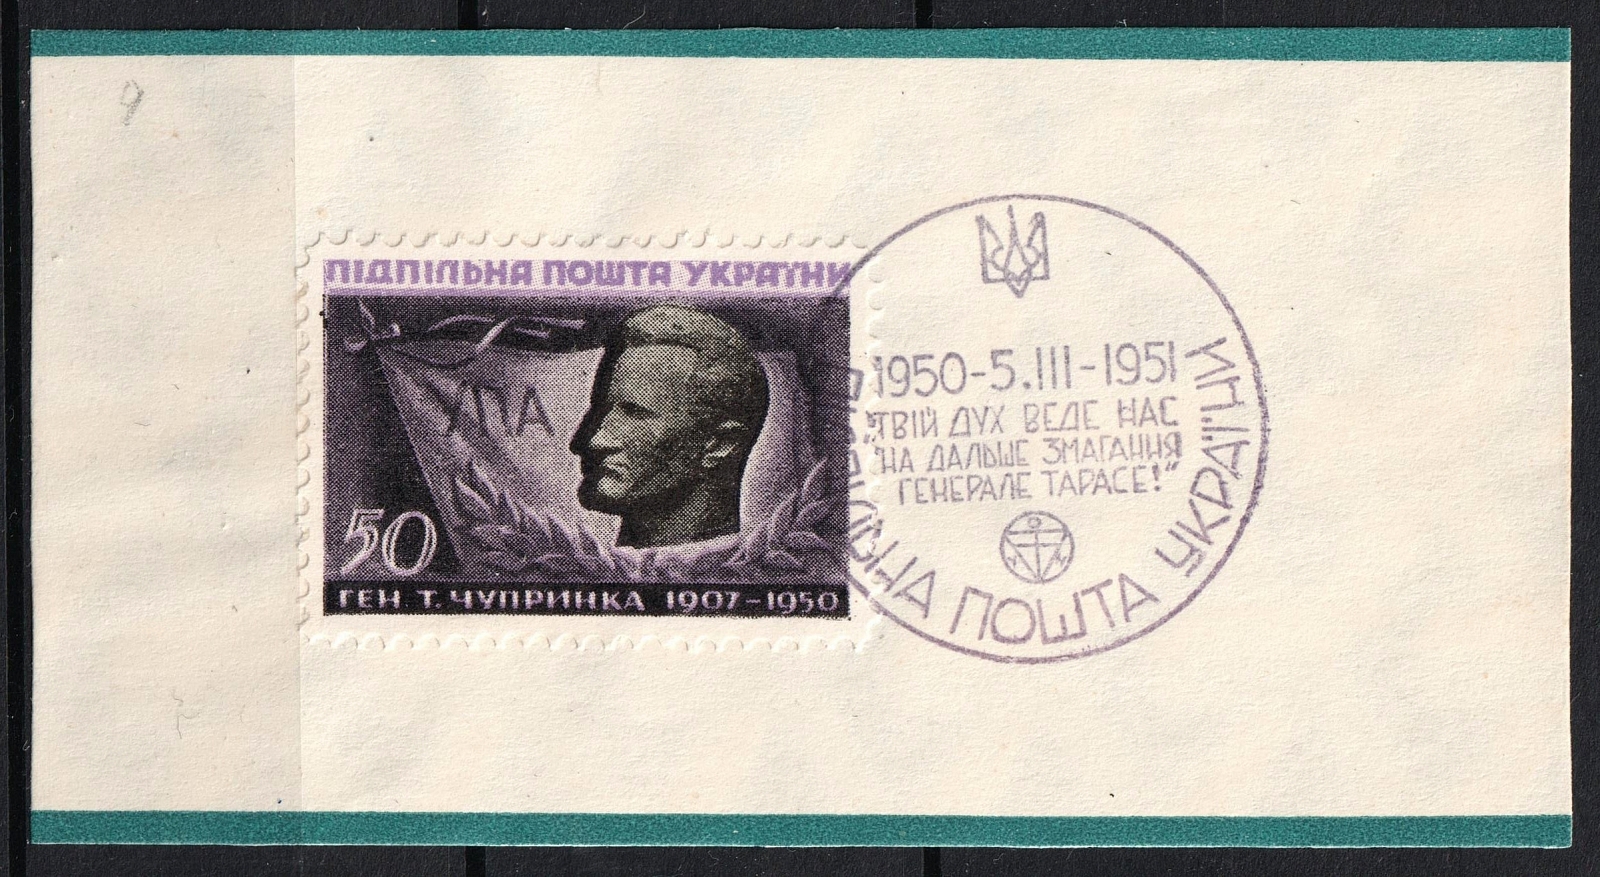 9
ПІДПІЛЬНА ПОШТА УКРАЇНИ
УПА
50
ГЕН. Т. ЧУПРИНКА 1907-1950
1950-5.III-1951
ТВІЙ ДУХ ВЕДЕ НАС
НА ДАЛЬШЕ ЗМАГАННЯ
ГЕНЕРАЛЕ ТАРАСЕ!"
ПОШТА УКРАЇНИ